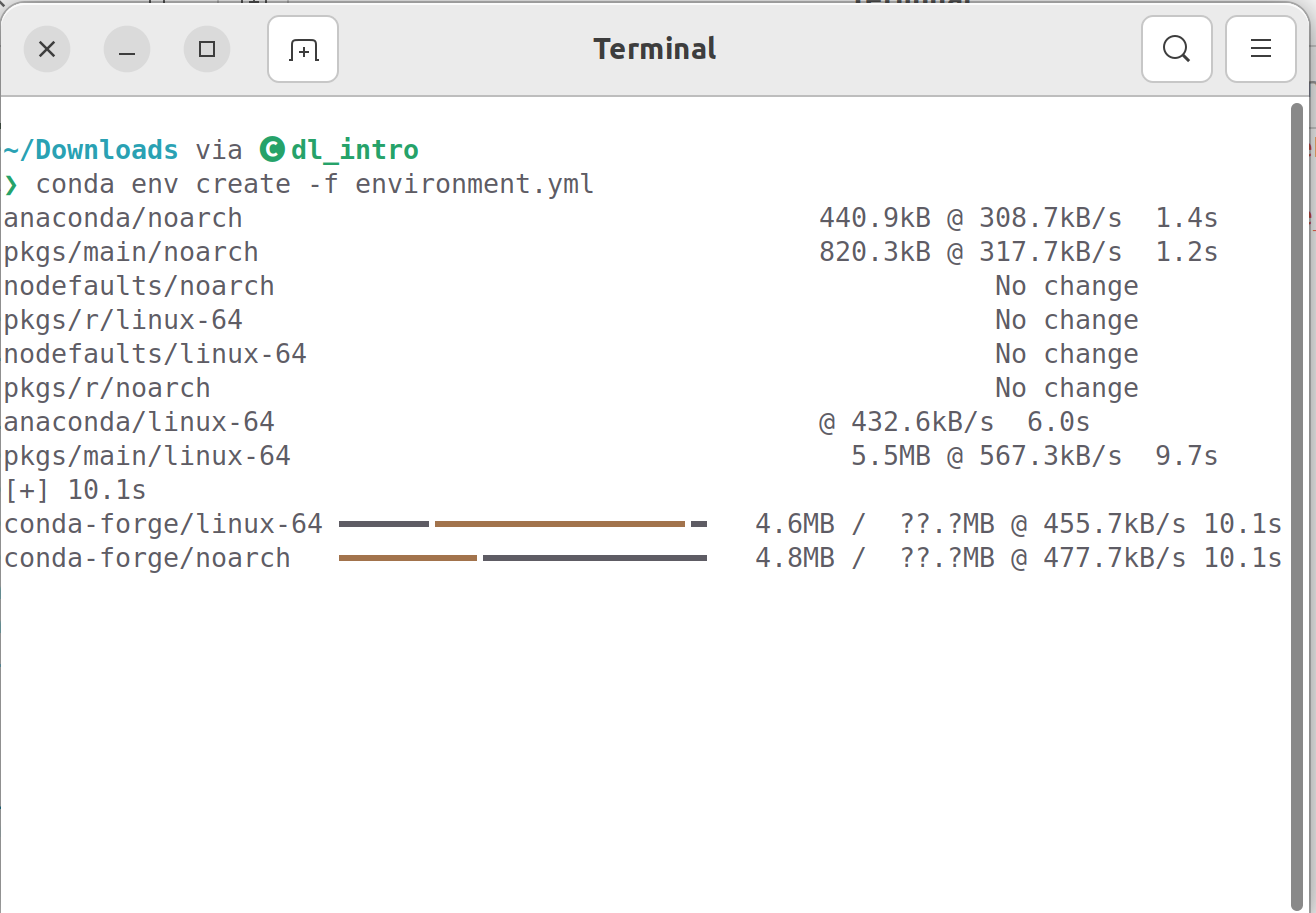 Terminal
~/Downloads via 🅒 dl_intro
❯ conda env create -f environment.yml
anaconda/noarch 440.9kB @ 308.7kB/s 1.4s
pkgs/main/noarch 820.3kB @ 317.7kB/s 1.2s
nodefaults/noarch No change
pkgs/r/linux-64 No change
nodefaults/linux-64 No change
pkgs/r/noarch No change
anaconda/linux-64 @ 432.6kB/s 6.0s
pkgs/main/linux-64 5.5MB @ 567.3kB/s 9.7s
[+] 10.1s
conda-forge/linux-64 4.6MB / ??.?MB @ 455.7kB/s 10.1s
conda-forge/noarch 4.8MB / ??.?MB @ 477.7kB/s 10.1s